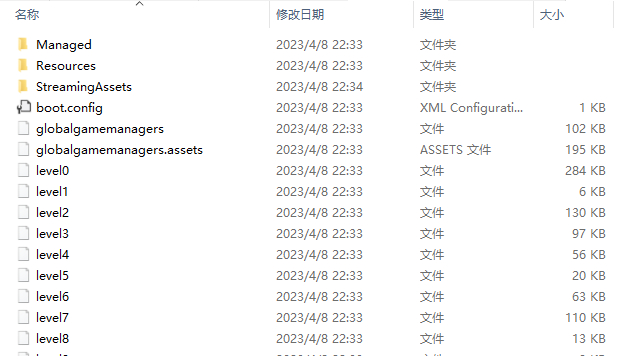 名称 修改日期 类型 大小
Managed 2023/4/8 22:33 文件夹
Resources 2023/4/8 22:33 文件夹
StreamingAssets 2023/4/8 22:34 文件夹
boot.config 2023/4/8 22:33 XML Configurati... 1 KB
globalgamemanagers 2023/4/8 22:33 文件 102 KB
globalgamemanagers.assets 2023/4/8 22:33 ASSETS 文件 195 KB
level0 2023/4/8 22:33 文件 284 KB
level1 2023/4/8 22:33 文件 6 KB
level2 2023/4/8 22:33 文件 130 KB
level3 2023/4/8 22:33 文件 97 KB
level4 2023/4/8 22:33 文件 56 KB
level5 2023/4/8 22:33 文件 20 KB
level6 2023/4/8 22:33 文件 63 KB
level7 2023/4/8 22:33 文件 110 KB
level8 2023/4/8 22:33 文件 13 KB